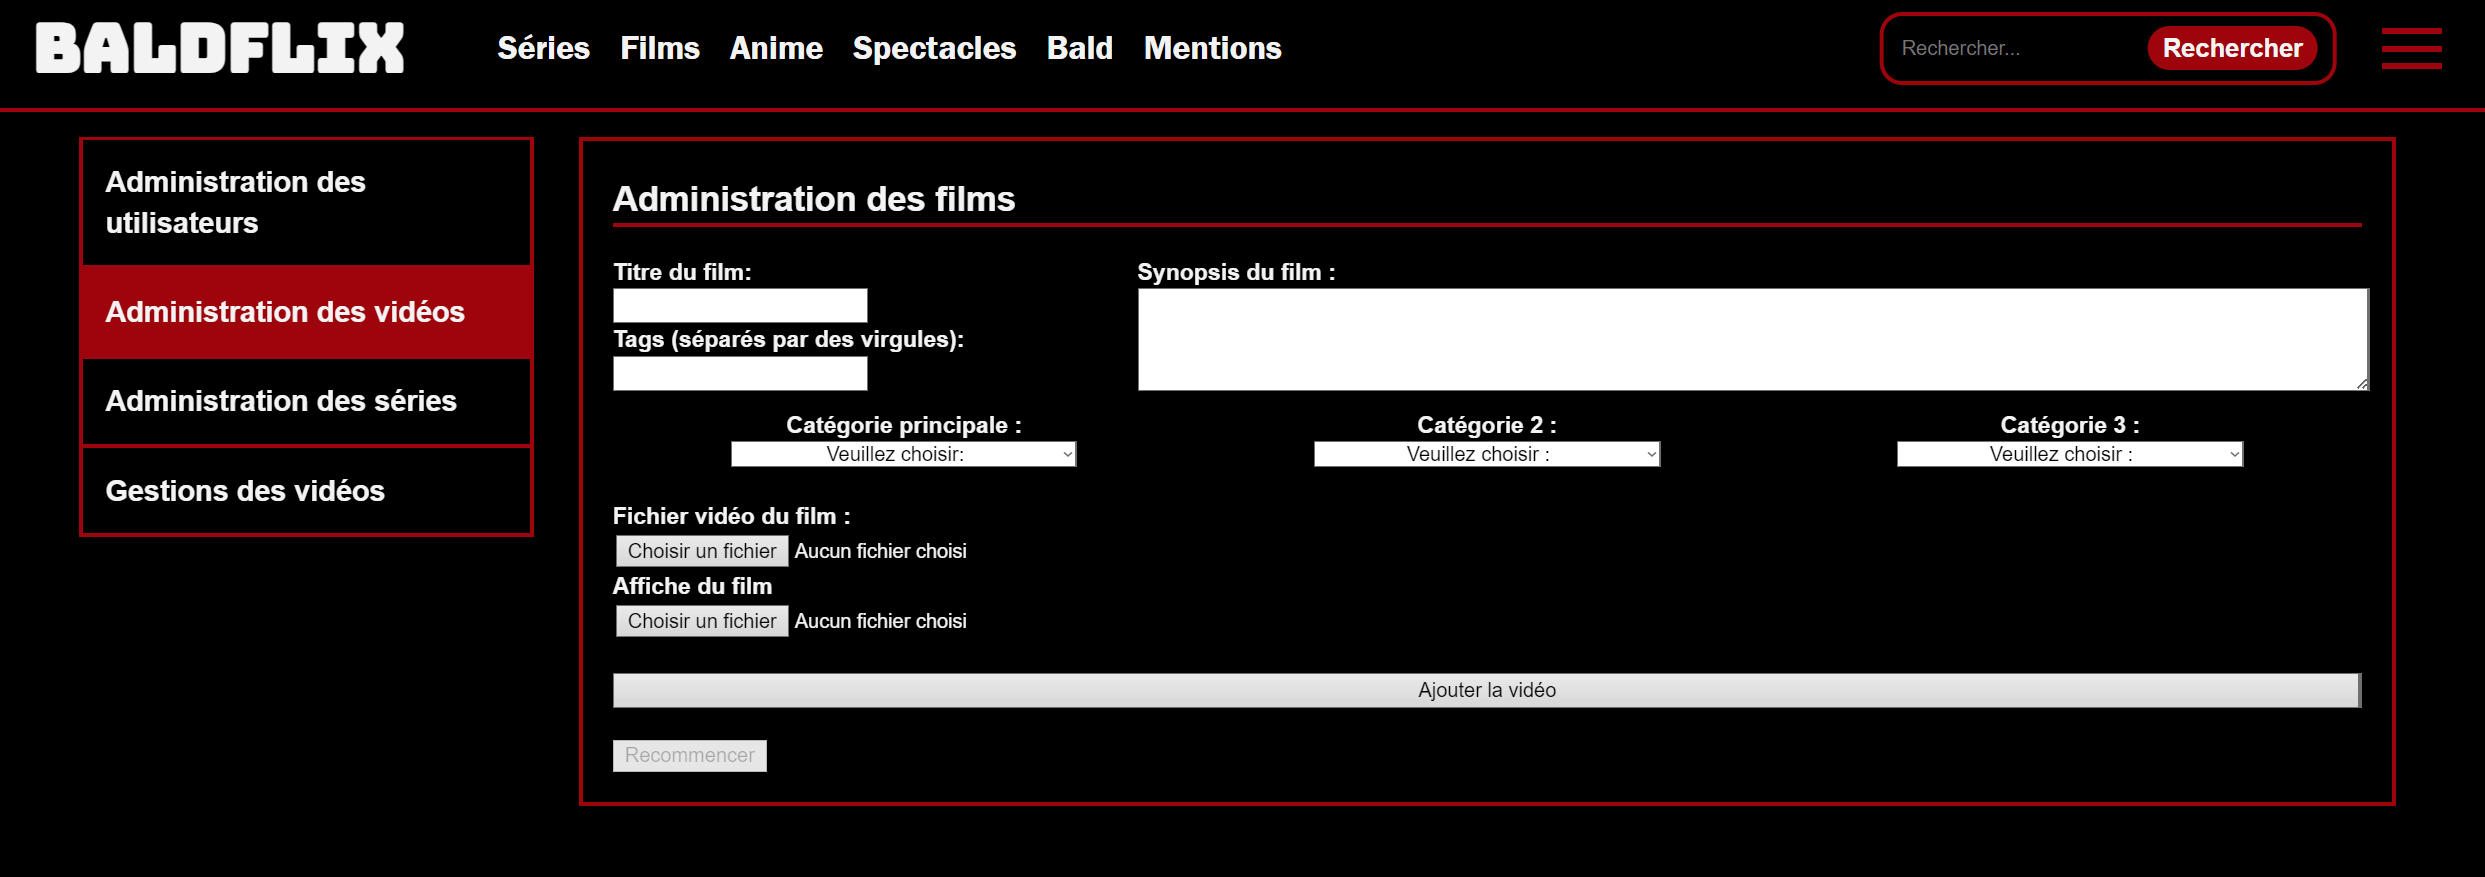 BALDFLIX
Séries Films Anime Spectacles Bald Mentions
Rechercher... Rechercher
Administration des
utilisateurs
Administration des vidéos
Administration des séries
Gestions des vidéos
Administration des films
Titre du film:
Synopsis du film :
Tags (séparés par des virgules):
Catégorie principale : Catégorie 2 : Catégorie 3 :
Veuillez choisir: Veuillez choisir : Veuillez choisir :
Fichier vidéo du film :
Choisir un fichier Aucun fichier choisi
Affiche du film
Choisir un fichier Aucun fichier choisi
Ajouter la vidéo
Recommencer